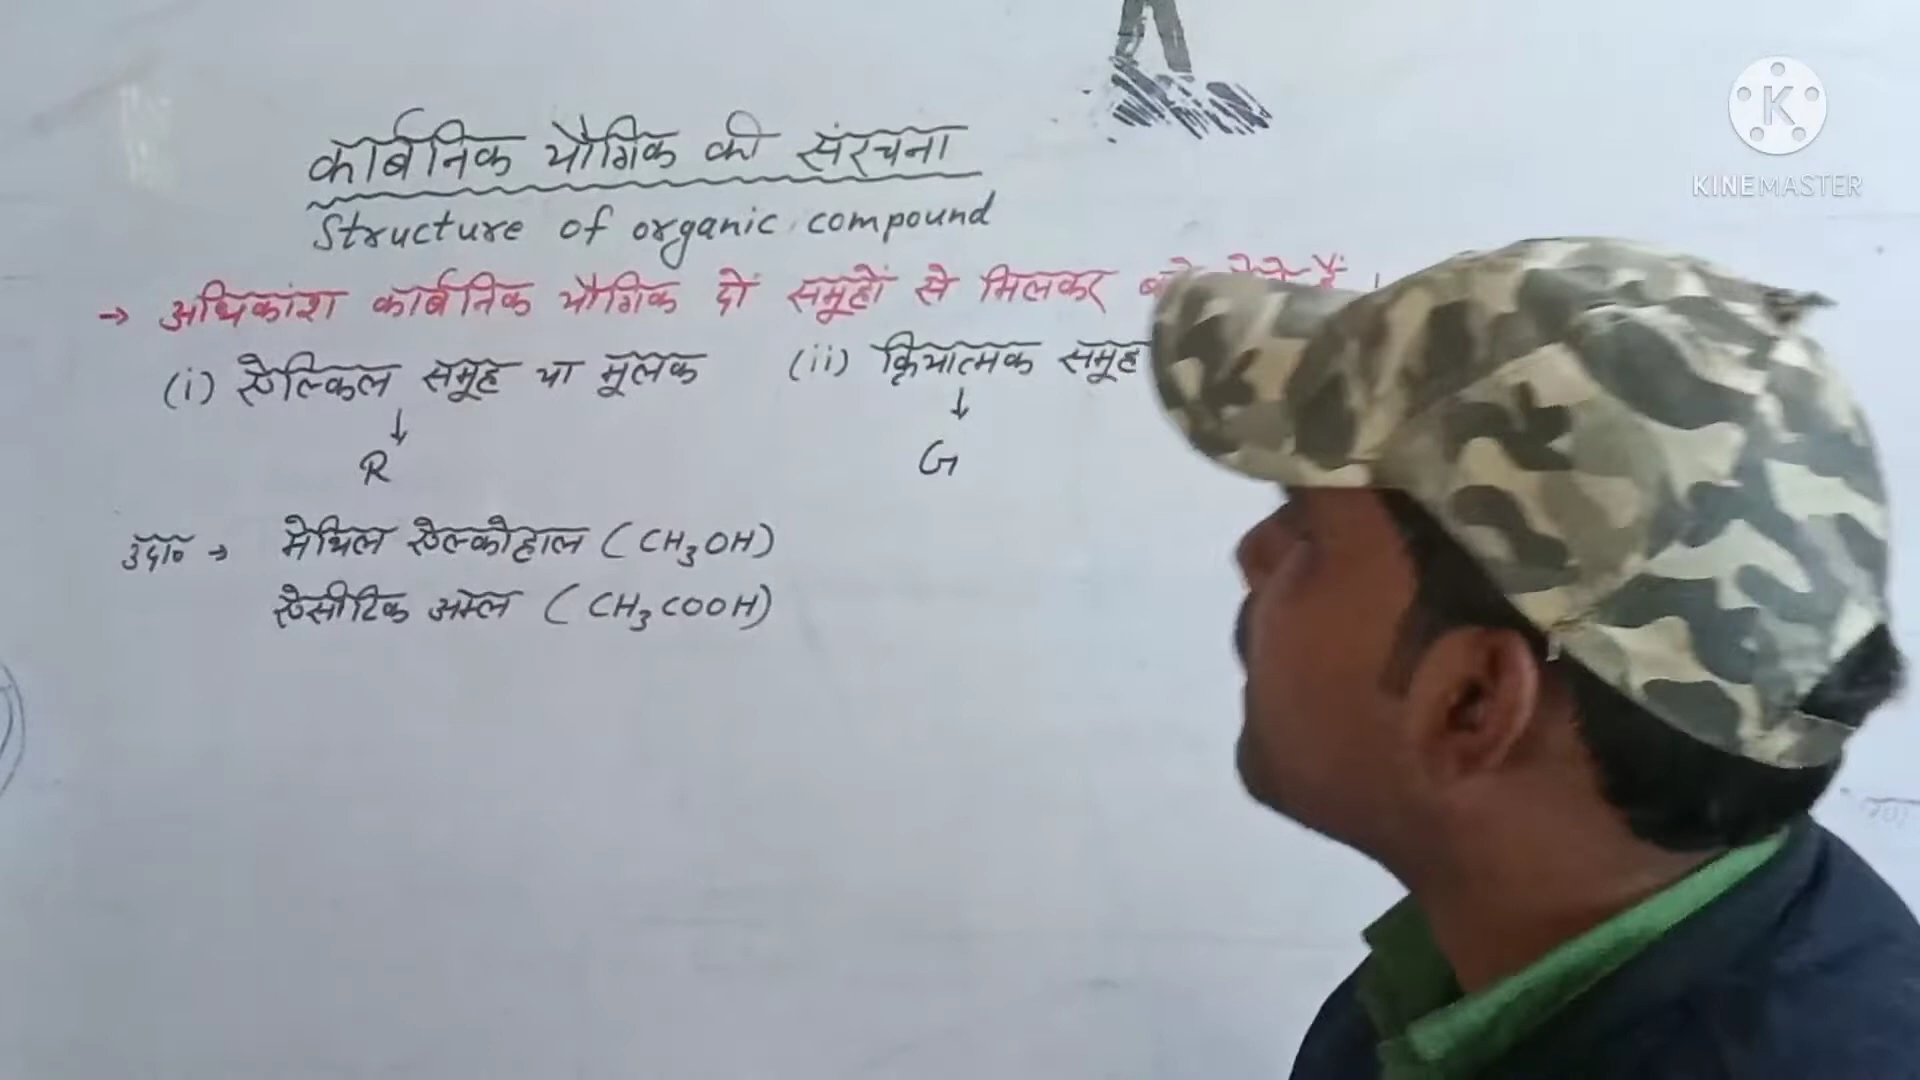 कार्बनिक यौगिक की संरचना
Structure of organic compound
→ अधिकांश कार्बनिक यौगिक दो समूहों से मिलकर हैं ।
(i) ऐल्किल समूह या मूलक (ii) क्रियात्मक समूह
↓ ↓
R G
उदा० → मेथिल ऐल्कोहाल (CH₃OH)
ऐसीटिक अम्ल (CH₃COOH)
K
KINEMASTER